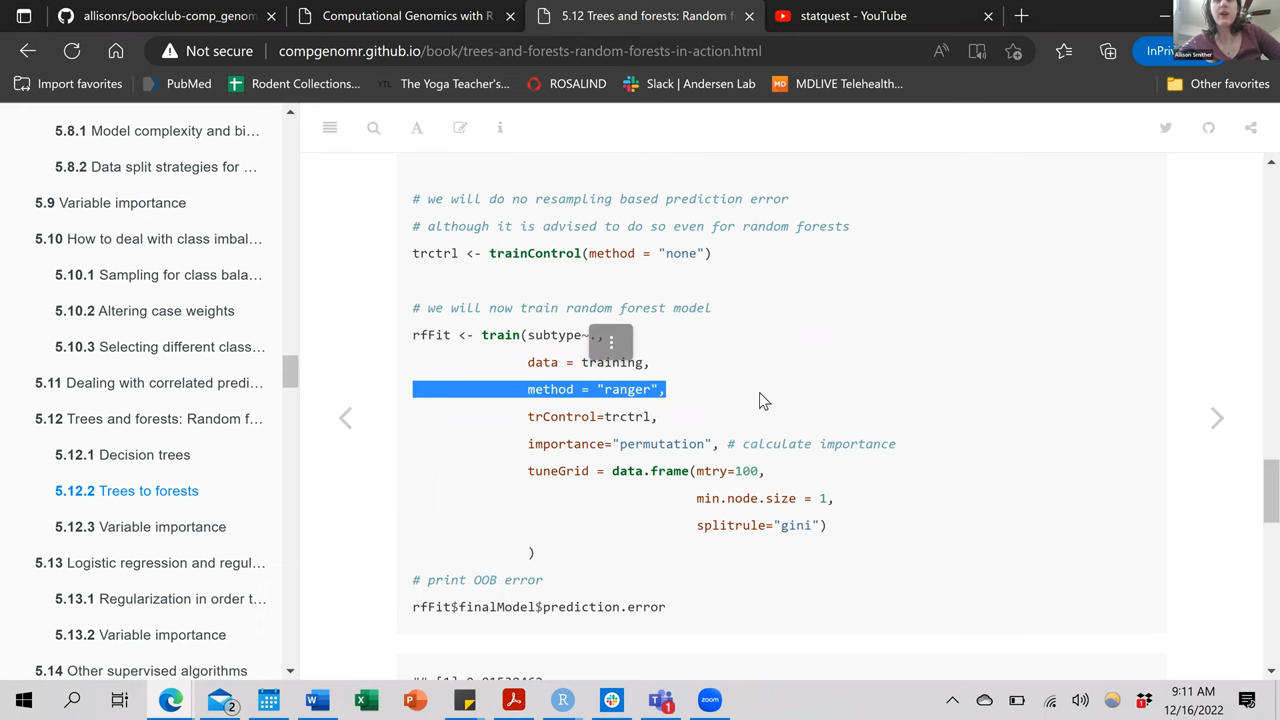 allisons/bookclub-comp_genom
Computational Genomics with R
5.12 Trees and forests: Random f
statquest - YouTube
Not secure
compgenomr.github.io/book/trees-and-forests-random-forests-in-action.html
InPriv
Allison Smither
Import favorites
PubMed
Rodent Collections...
YTL
The Yoga Teacher's...
ROSALIND
Slack | Andersen Lab
MDLIVE Telehealth...
Other favorites
5.8.1 Model complexity and bi...
5.8.2 Data split strategies for ...
5.9 Variable importance
5.10 How to deal with class imbal...
5.10.1 Sampling for class bala...
5.10.2 Altering case weights
5.10.3 Selecting different class...
5.11 Dealing with correlated predi...
5.12 Trees and forests: Random f...
5.12.1 Decision trees
5.12.2 Trees to forests
5.12.3 Variable importance
5.13 Logistic regression and regul...
5.13.1 Regularization in order t...
5.13.2 Variable importance
5.14 Other supervised algorithms
# we will do no resampling based prediction error
# although it is advised to do so even for random forests
trctrl <- trainControl(method = "none")
# we will now train random forest model
rfFit <- train(subtype~.,
data = training,
method = "ranger",
trControl=trctrl,
importance="permutation", # calculate importance
tuneGrid = data.frame(mtry=100,
min.node.size = 1,
splitrule="gini")
)
# print OOB error
rfFit$finalModel$prediction.error
9:11 AM
12/16/2022